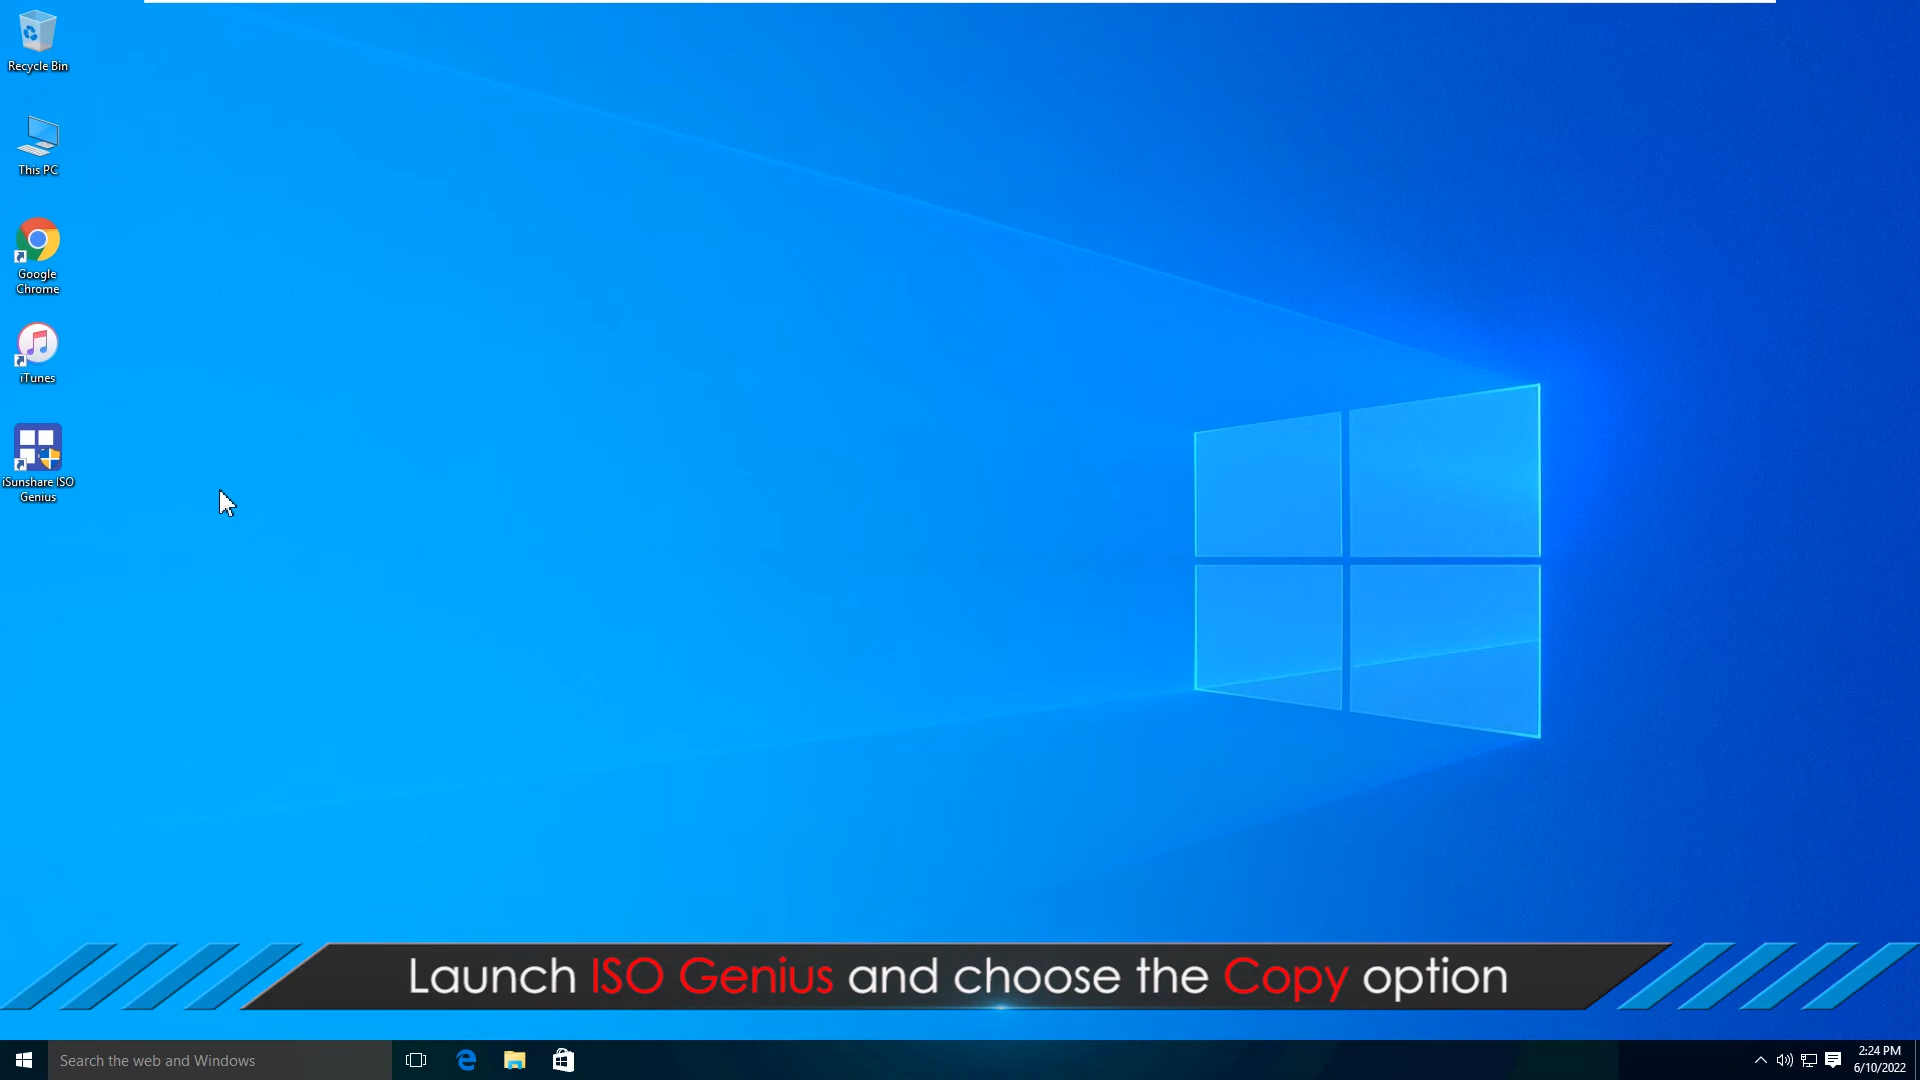 Recycle Bin
This PC
Google
Chrome
iTunes
iSunshare ISO
Genius
Launch ISO Genius and choose the Copy option
Search the web and Windows
2:24 PM
6/10/2022